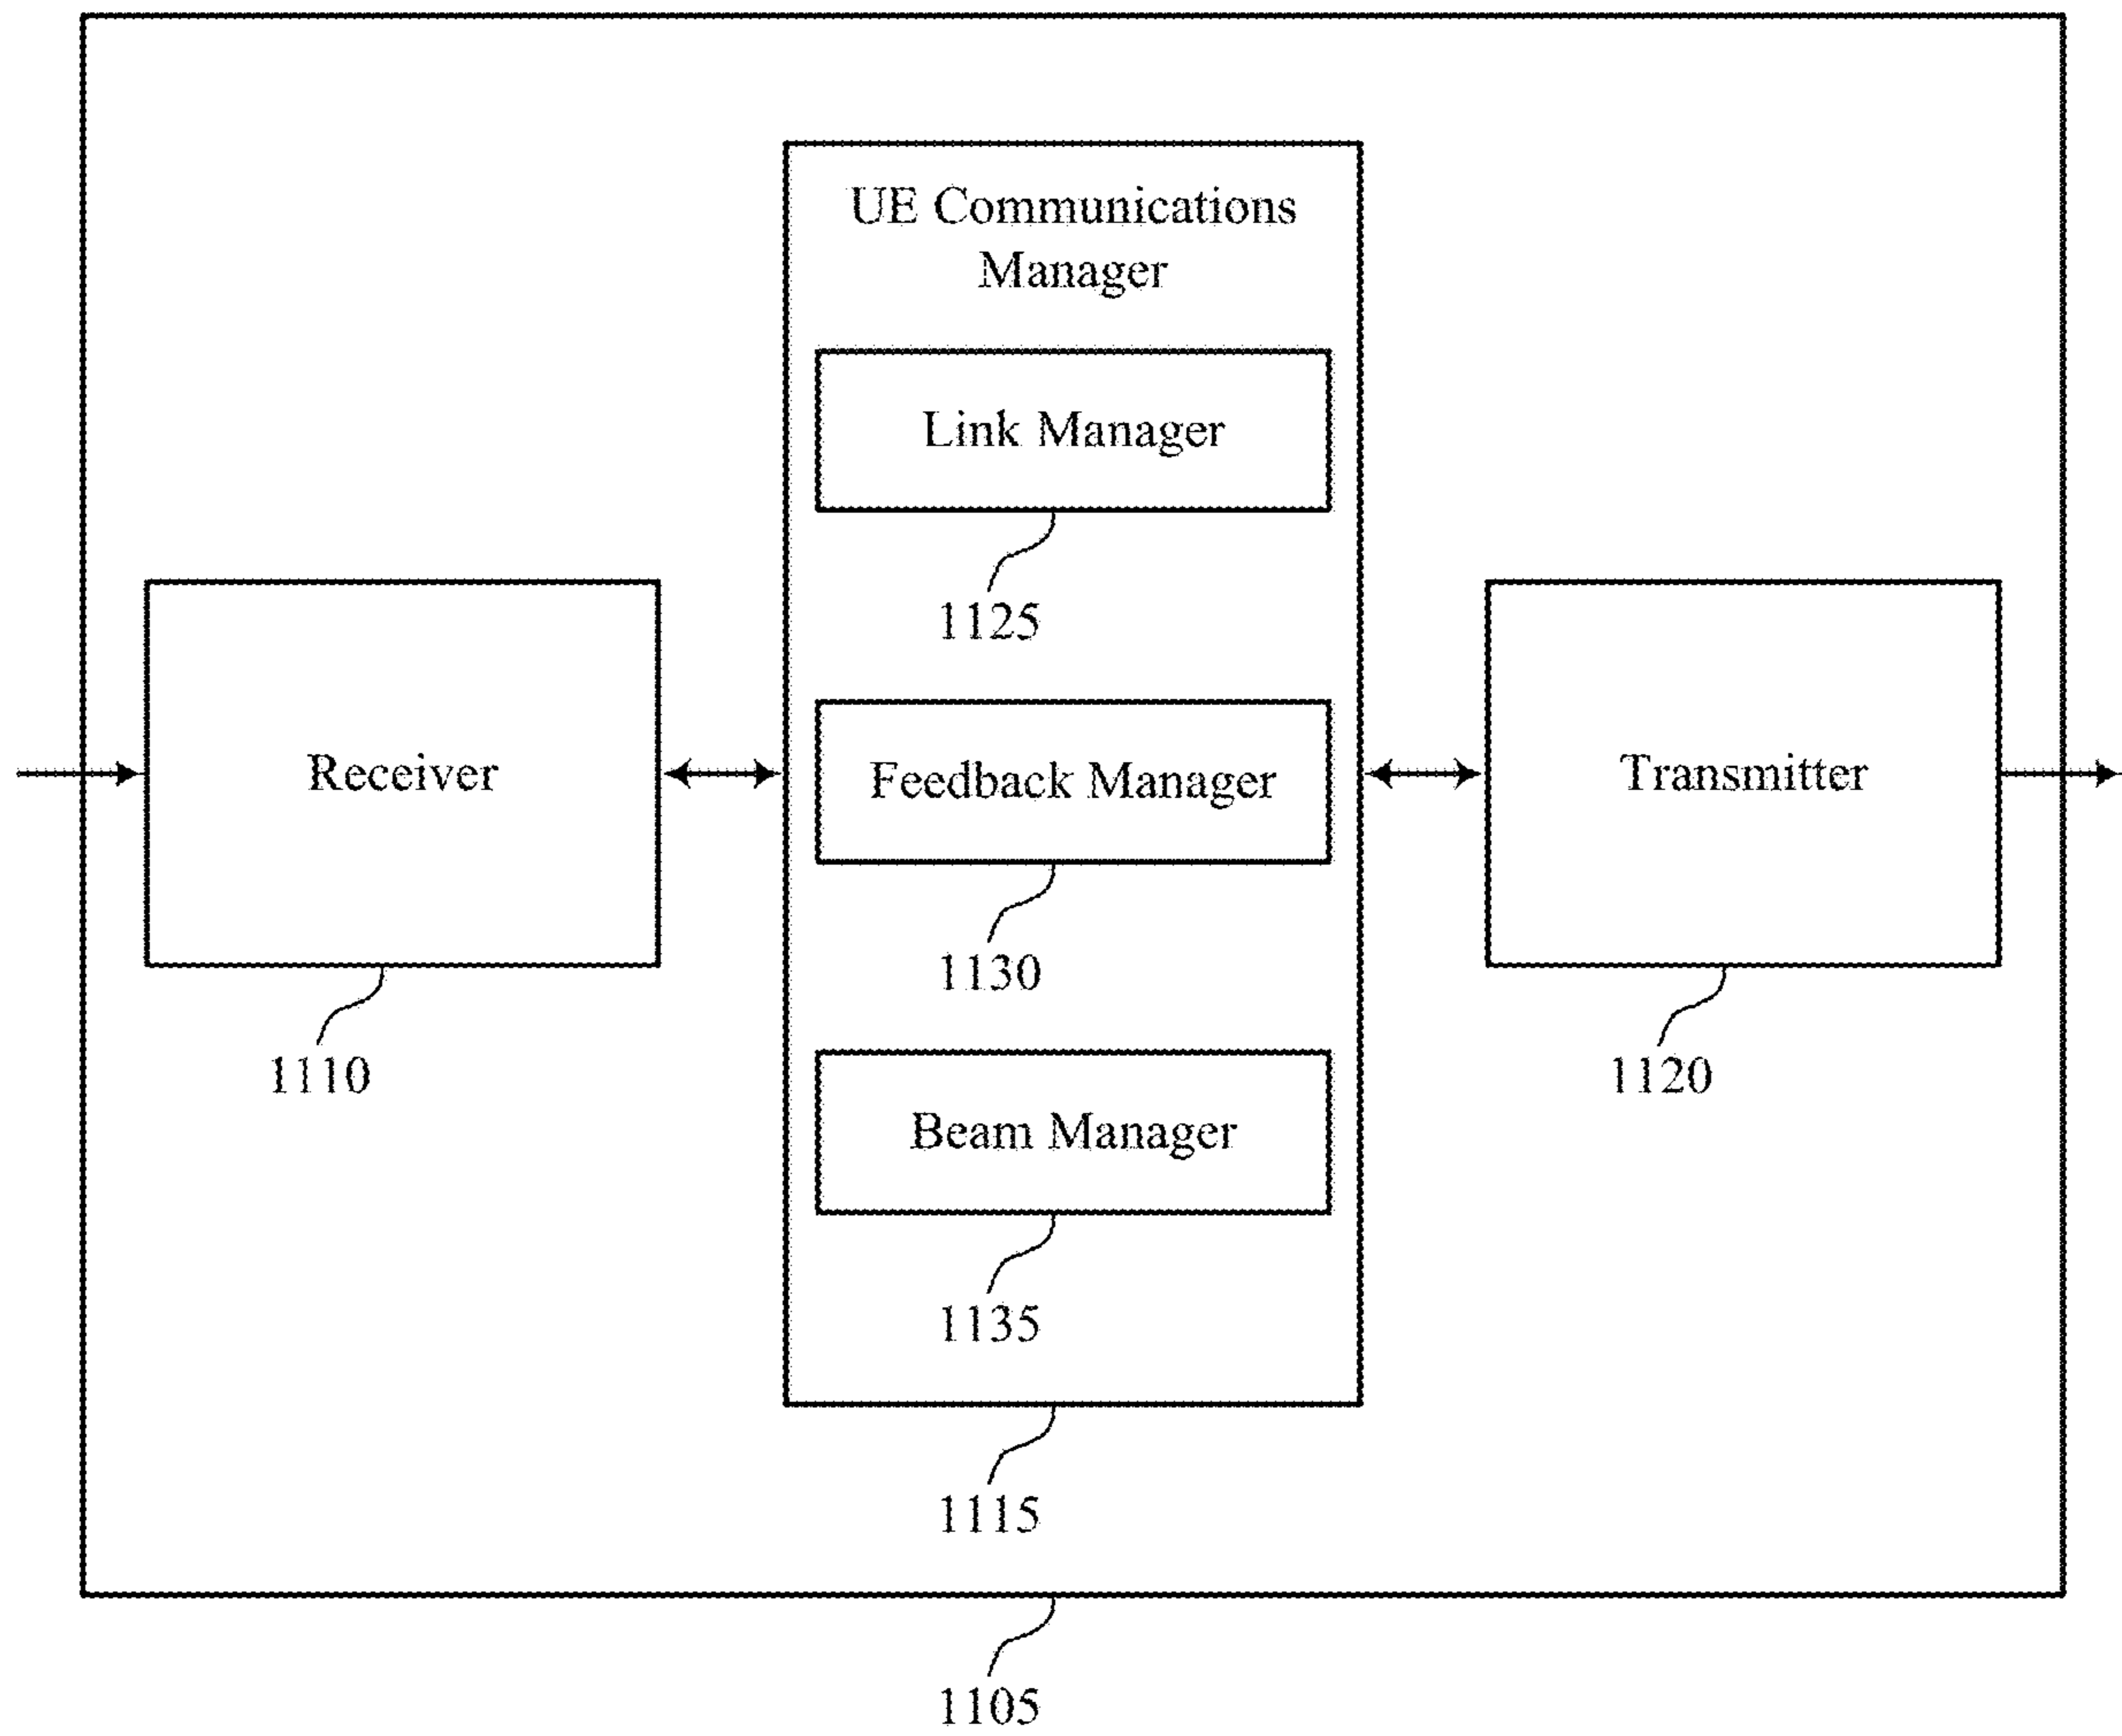 UE Communications
Manager
Link Manager
1125
Receiver
Feedback Manager
Transmitter
1130
1110
1120
Beam Manager
1135
1115
1105